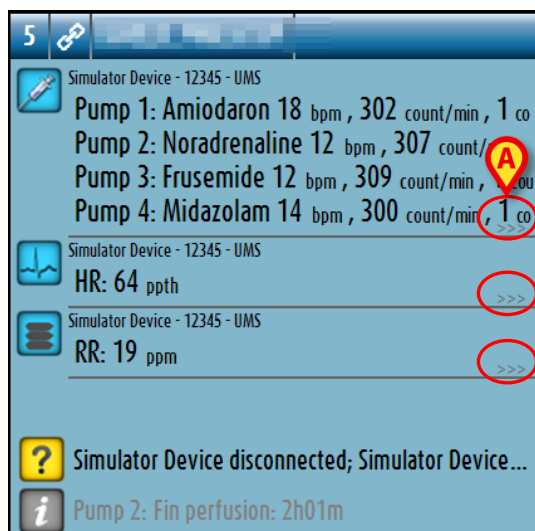 5
Simulator Device - 12345 - UMS
Pump 1: Amiodaron 18 bpm , 302 count/min , 1 co
Pump 2: Noradrenaline 12 bpm , 307 count/
A
Pump 3: Frusemide 12 bpm , 309 count/min , cou
Pump 4: Midazolam 14 bpm , 300 count/min , 1 co
>>>
Simulator Device - 12345 - UMS
HR: 64 ppth
>>>
Simulator Device - 12345 - UMS
RR: 19 ppm
>>>
? Simulator Device disconnected; Simulator Device...
i Pump 2: Fin perfusion: 2h01m